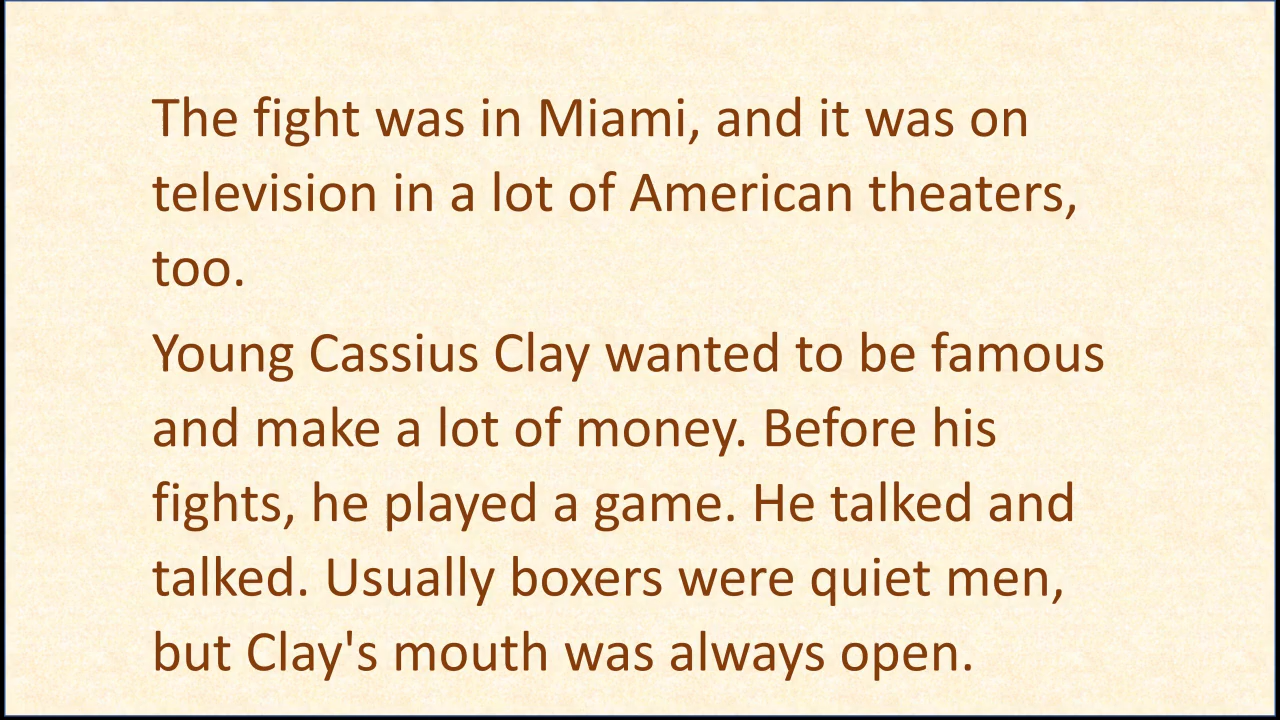 The fight was in Miami, and it was on
television in a lot of American theaters,
too.
Young Cassius Clay wanted to be famous
and make a lot of money. Before his
fights, he played a game. He talked and
talked. Usually boxers were quiet men,
but Clay's mouth was always open.